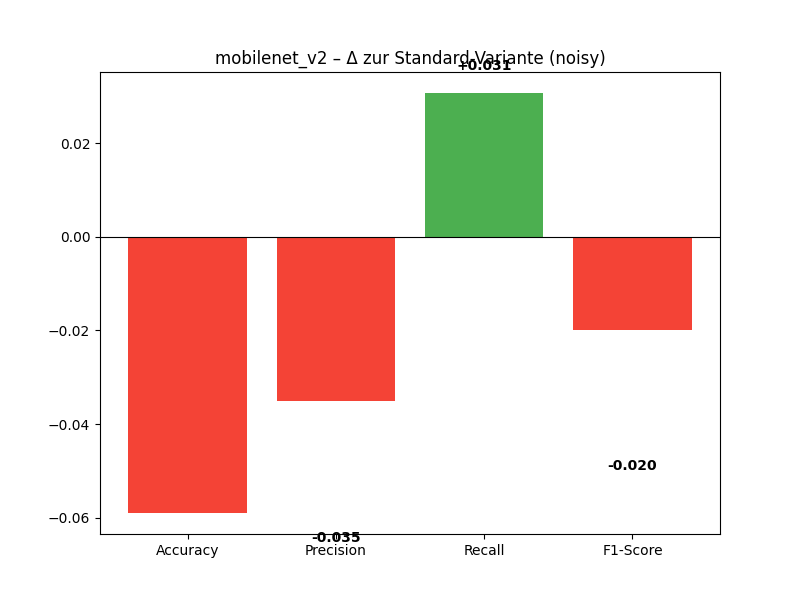 mobilenet_v2 – Δ zur Standard-Variante (noisy)
+0.031
0.02
0.00
−0.02
−0.04
−0.06
-0.020
-0.035
Accuracy
Precision
Recall
F1-Score